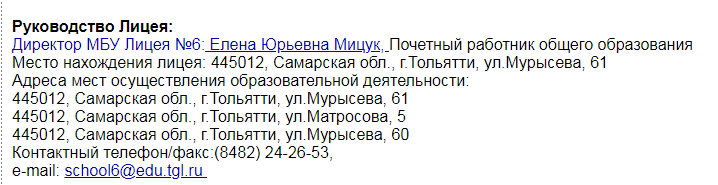 Руководство Лицея:
Директор МБУ Лицея №6: Елена Юрьевна Мицук, Почетный работник общего образования
Место нахождения лицея: 445012, Самарская обл., г.Тольятти, ул.Мурысева, 61
Адреса мест осуществления образовательной деятельности:
445012, Самарская обл., г.Тольятти, ул.Мурысева, 61
445012, Самарская обл., г.Тольятти, ул.Матросова, 5
445012, Самарская обл., г.Тольятти, ул.Мурысева, 60
Контактный телефон/факс:(8482) 24-26-53,
e-mail: school6@edu.tgl.ru